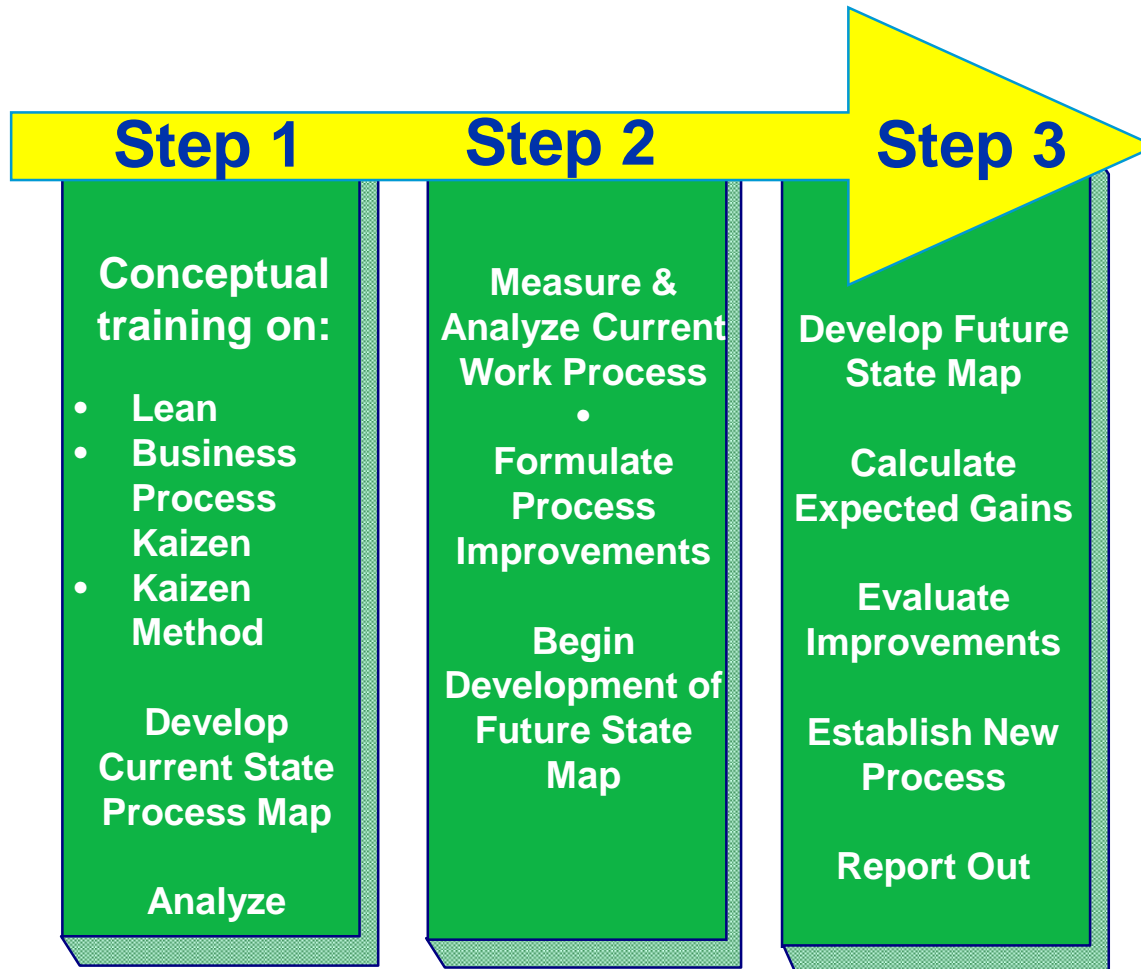 Step 1
Step 2
Step 3
Conceptual
training on:
• Lean
• Business
Process
Kaizen
• Kaizen
Method
Develop
Current State
Process Map
Analyze
Measure &
Analyze Current
Work Process
•
Formulate
Process
Improvements
Begin
Development of
Future State
Map
Develop Future
State Map
Calculate
Expected Gains
Evaluate
Improvements
Establish New
Process
Report Out